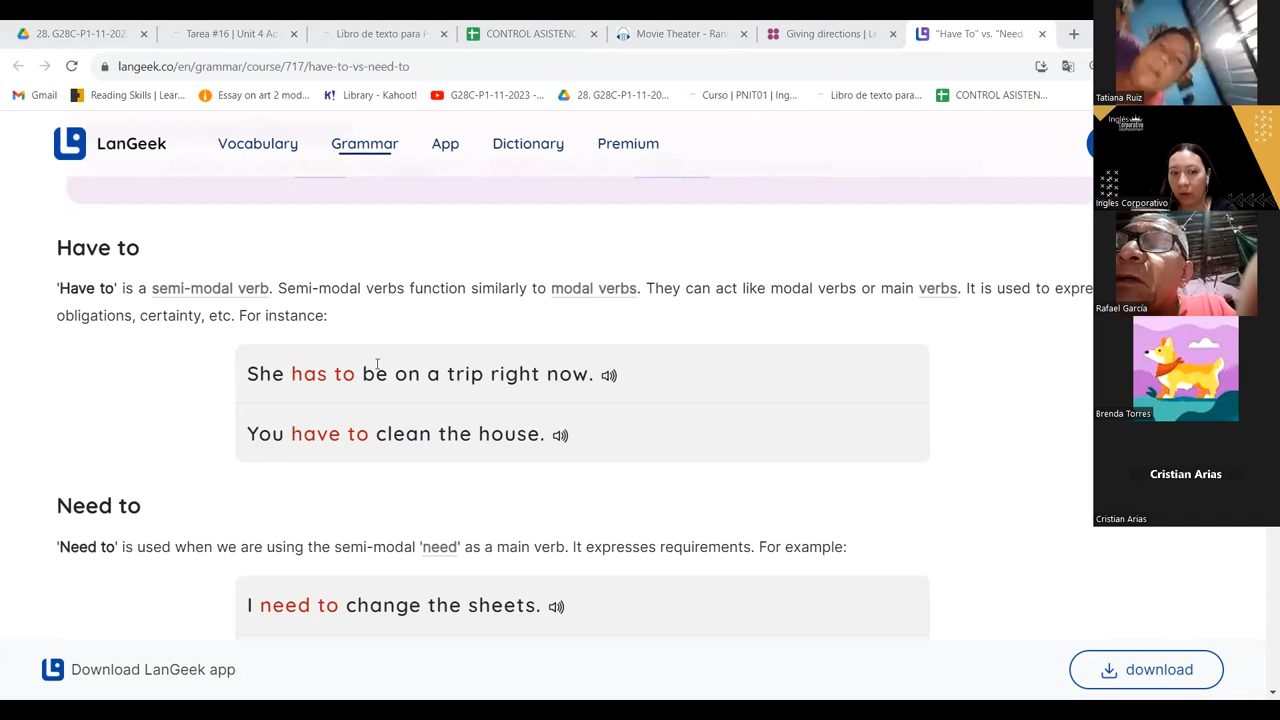 28. G28C-P1-11-202
Tarea #16 | Unit 4 Ad
Libro de texto para P
CONTROL ASISTENC
Movie Theater - Ran
Giving directions | Le
"Have To" vs. "Need
langeek.co/en/grammar/course/717/have-to-vs-need-to
Gmail
Reading Skills | Lear...
Essay on art 2 mod...
Library - Kahoot!
G28C-P1-11-2023 -...
28. G28C-P1-11-20...
Curso | PNIT01 | Ing...
Libro de texto para...
CONTROL ASISTEN...
LanGeek
Vocabulary
Grammar
App
Dictionary
Premium
Have to
'Have to' is a semi-modal verb. Semi-modal verbs function similarly to modal verbs. They can act like modal verbs or main verbs. It is used to expre
obligations, certainty, etc. For instance:
She has to be on a trip right now.
You have to clean the house.
Need to
'Need to' is used when we are using the semi-modal 'need' as a main verb. It expresses requirements. For example:
I need to change the sheets.
Download LanGeek app
download
Tatiana Ruiz
Inglés
Corporativo
Ingles Corporativo
Rafael García
Brenda Torres
Cristian Arias
Cristian Arias